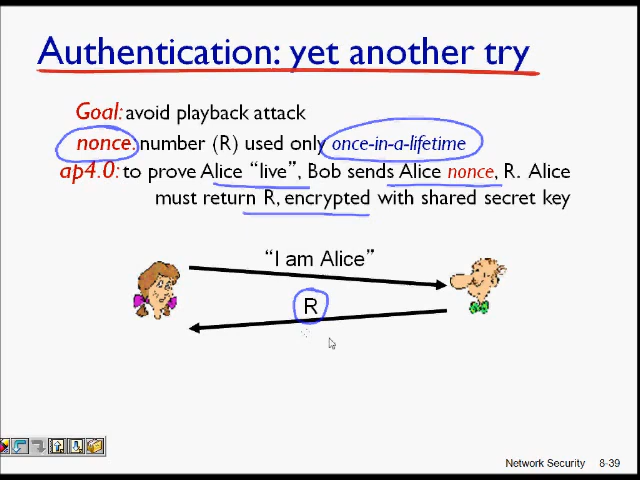 Authentication: yet another try
Goal: avoid playback attack
nonce: number (R) used only once-in-a-lifetime
ap4.0: to prove Alice “live”, Bob sends Alice nonce, R. Alice
must return R, encrypted with shared secret key
“I am Alice”
R
Network Security 8-39